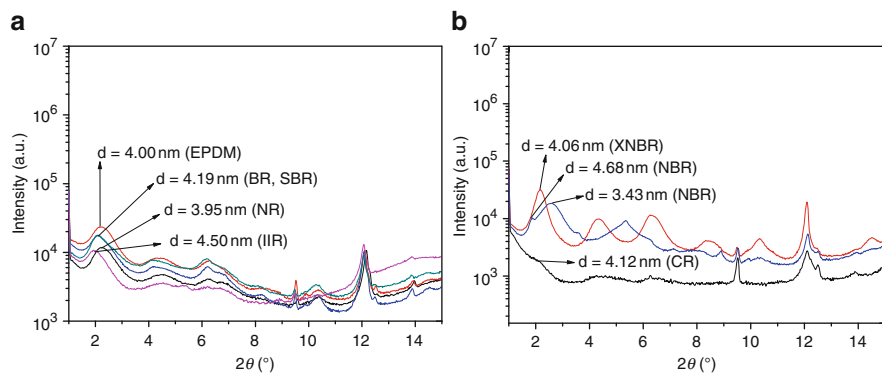 a
10^7
10^6
10^5
10^4
10^3
Intensity (a.u.)
d = 4.00 nm (EPDM)
d = 4.19 nm (BR, SBR)
d = 3.95 nm (NR)
d = 4.50 nm (IIR)
2 4 6 8 10 12 14
2θ (°)
b
10^7
10^6
10^5
10^4
10^3
Intensity (a.u.)
d = 4.06 nm (XNBR)
d = 4.68 nm (NBR)
d = 3.43 nm (NBR)
d = 4.12 nm (CR)
2 4 6 8 10 12 14
2θ (°)